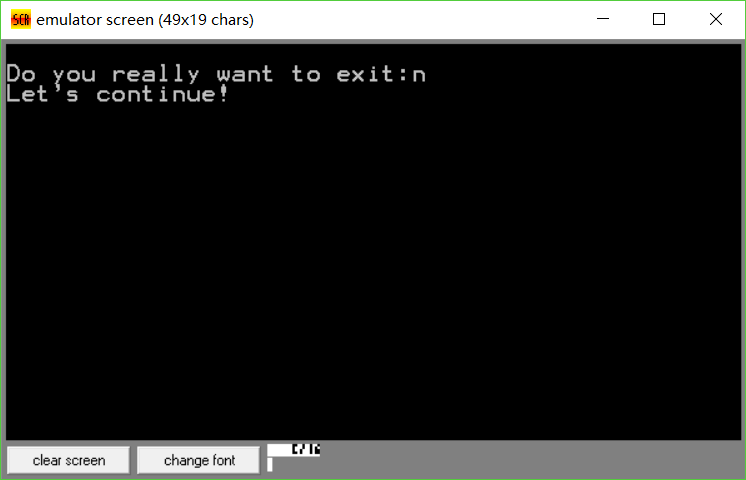 emulator screen (49x19 chars)
Do you really want to exit:n
Let's continue!
clear screen
change font